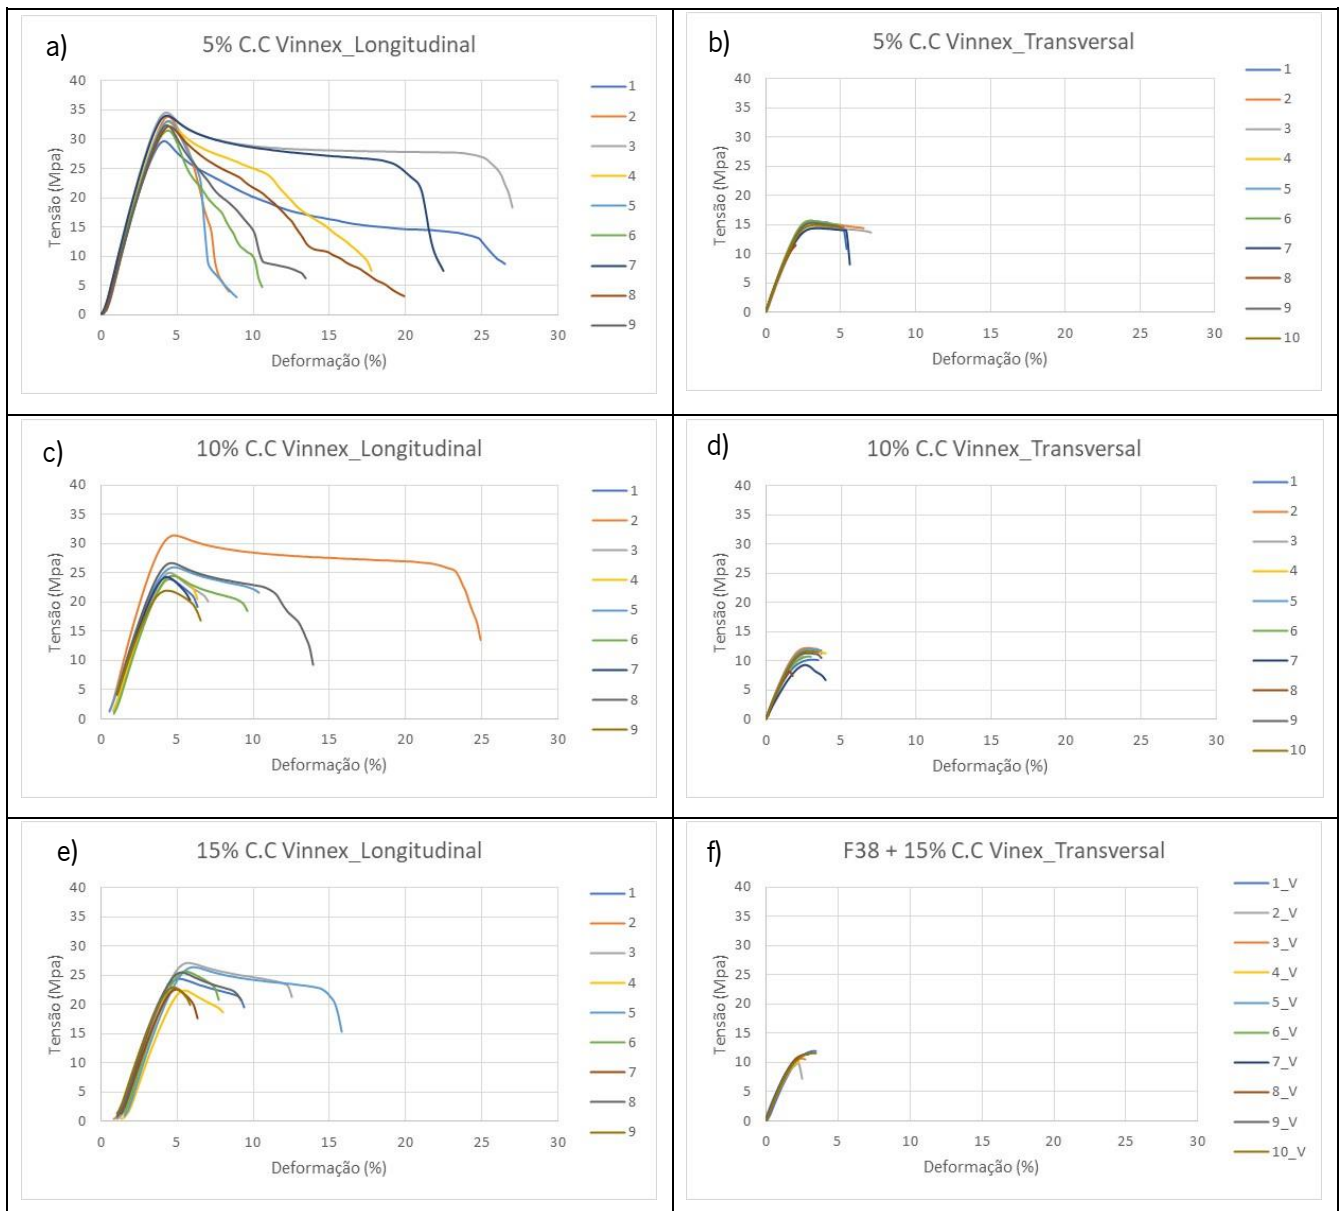 a)
5% C.C Vinnex_Longitudinal
40
35
30
25
20
15
10
5
0
0 5 10 15 20 25 30
Tensão (Mpa)
Deformação (%)
1
2
3
4
5
6
7
8
9
b)
5% C.C Vinnex_Transversal
40
35
30
25
20
15
10
5
0
0 5 10 15 20 25 30
Tensão (Mpa)
Deformação (%)
1
2
3
4
5
6
7
8
9
10
c)
10% C.C Vinnex_Longitudinal
40
35
30
25
20
15
10
5
0
0 5 10 15 20 25 30
Tensão (Mpa)
Deformação (%)
1
2
3
4
5
6
7
8
9
d)
10% C.C Vinnex_Transversal
40
35
30
25
20
15
10
5
0
0 5 10 15 20 25 30
Tensão (Mpa)
Deformação (%)
1
2
3
4
5
6
7
8
9
10
e)
15% C.C Vinnex_Longitudinal
40
35
30
25
20
15
10
5
0
0 5 10 15 20 25 30
Tensão (Mpa)
Deformação (%)
1
2
3
4
5
6
7
8
9
f)
F38 + 15% C.C Vinex_Transversal
40
35
30
25
20
15
10
5
0
0 5 10 15 20 25 30
Tensão (Mpa)
Deformação (%)
1_V
2_V
3_V
4_V
5_V
6_V
7_V
8_V
9_V
10_V